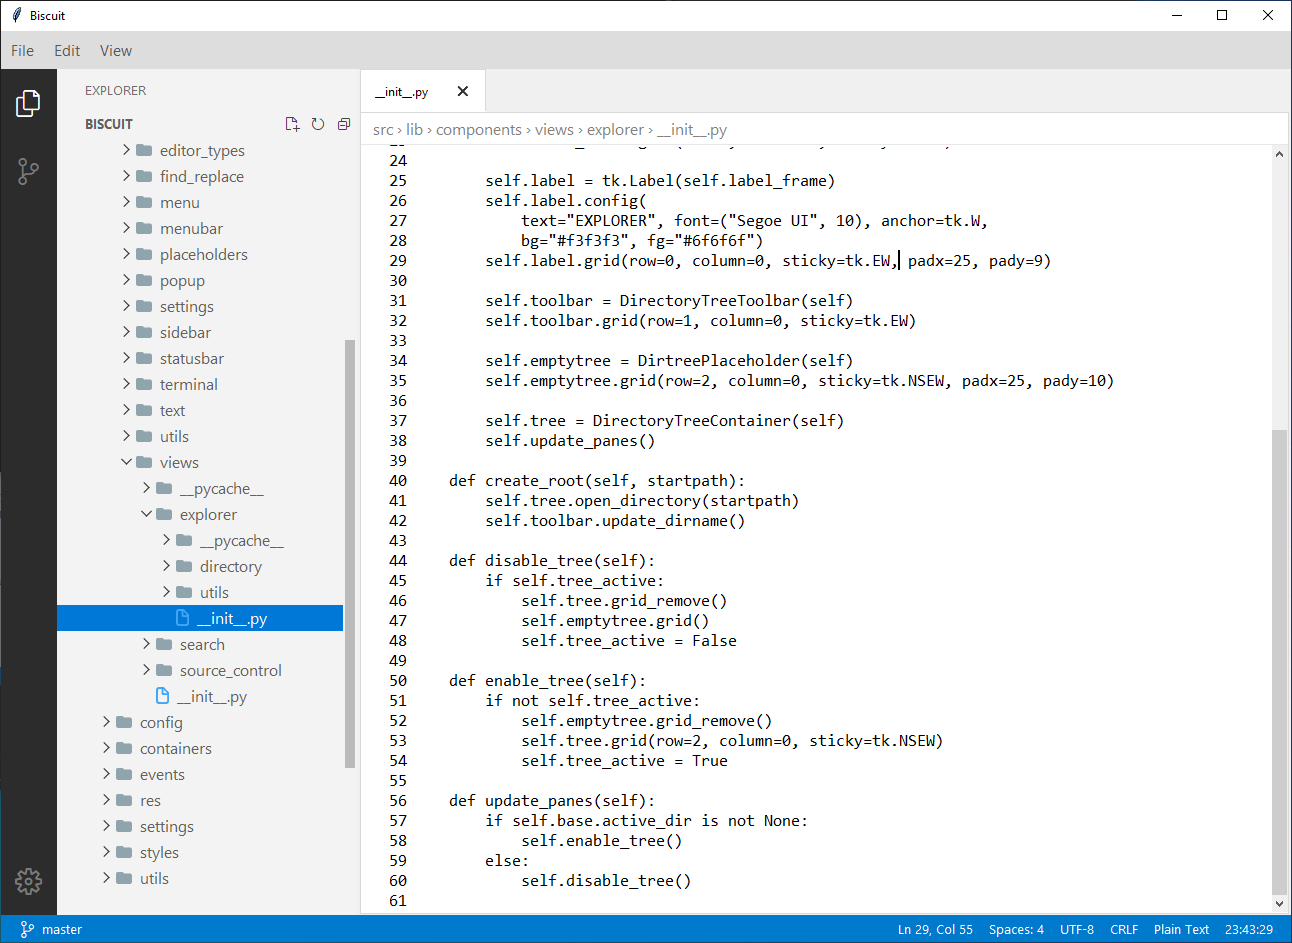 Biscuit
File Edit View
EXPLORER
BISCUIT
editor_types
find_replace
menu
menubar
placeholders
popup
settings
sidebar
statusbar
terminal
text
utils
views
__pycache__
explorer
__pycache__
directory
utils
__init__.py
search
source_control
__init__.py
config
containers
events
res
settings
styles
utils
__init__.py
src › lib › components › views › explorer › __init__.py
24
25 self.label = tk.Label(self.label_frame)
26 self.label.config(
27 text="EXPLORER", font=("Segoe UI", 10), anchor=tk.W,
28 bg="#f3f3f3", fg="#6f6f6f")
29 self.label.grid(row=0, column=0, sticky=tk.EW, padx=25, pady=9)
30
31 self.toolbar = DirectoryTreeToolbar(self)
32 self.toolbar.grid(row=1, column=0, sticky=tk.EW)
33
34 self.emptytree = DirtreePlaceholder(self)
35 self.emptytree.grid(row=2, column=0, sticky=tk.NSEW, padx=25, pady=10)
36
37 self.tree = DirectoryTreeContainer(self)
38 self.update_panes()
39
40 def create_root(self, startpath):
41 self.tree.open_directory(startpath)
42 self.toolbar.update_dirname()
43
44 def disable_tree(self):
45 if self.tree_active:
46 self.tree.grid_remove()
47 self.emptytree.grid()
48 self.tree_active = False
49
50 def enable_tree(self):
51 if not self.tree_active:
52 self.emptytree.grid_remove()
53 self.tree.grid(row=2, column=0, sticky=tk.NSEW)
54 self.tree_active = True
55
56 def update_panes(self):
57 if self.base.active_dir is not None:
58 self.enable_tree()
59 else:
60 self.disable_tree()
61
master Ln 29, Col 55 Spaces: 4 UTF-8 CRLF Plain Text 23:43:29